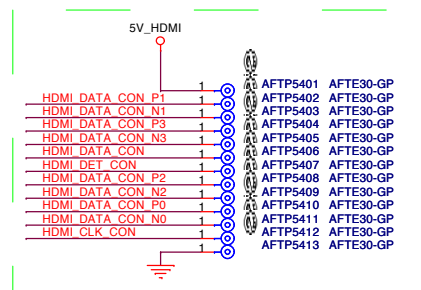 5V_HDMI
1 AFTP5401 AFTE30-GP
HDMI_DATA_CON_P1 1 AFTP5402 AFTE30-GP
HDMI_DATA_CON_N1 1 AFTP5403 AFTE30-GP
HDMI_DATA_CON_P3 1 AFTP5404 AFTE30-GP
HDMI_DATA_CON_N3 1 AFTP5405 AFTE30-GP
HDMI_DATA_CON 1 AFTP5406 AFTE30-GP
HDMI_DET_CON 1 AFTP5407 AFTE30-GP
HDMI_DATA_CON_P2 1 AFTP5408 AFTE30-GP
HDMI_DATA_CON_N2 1 AFTP5409 AFTE30-GP
HDMI_DATA_CON_P0 1 AFTP5410 AFTE30-GP
HDMI_DATA_CON_N0 1 AFTP5411 AFTE30-GP
HDMI_CLK_CON 1 AFTP5412 AFTE30-GP
1 AFTP5413 AFTE30-GP